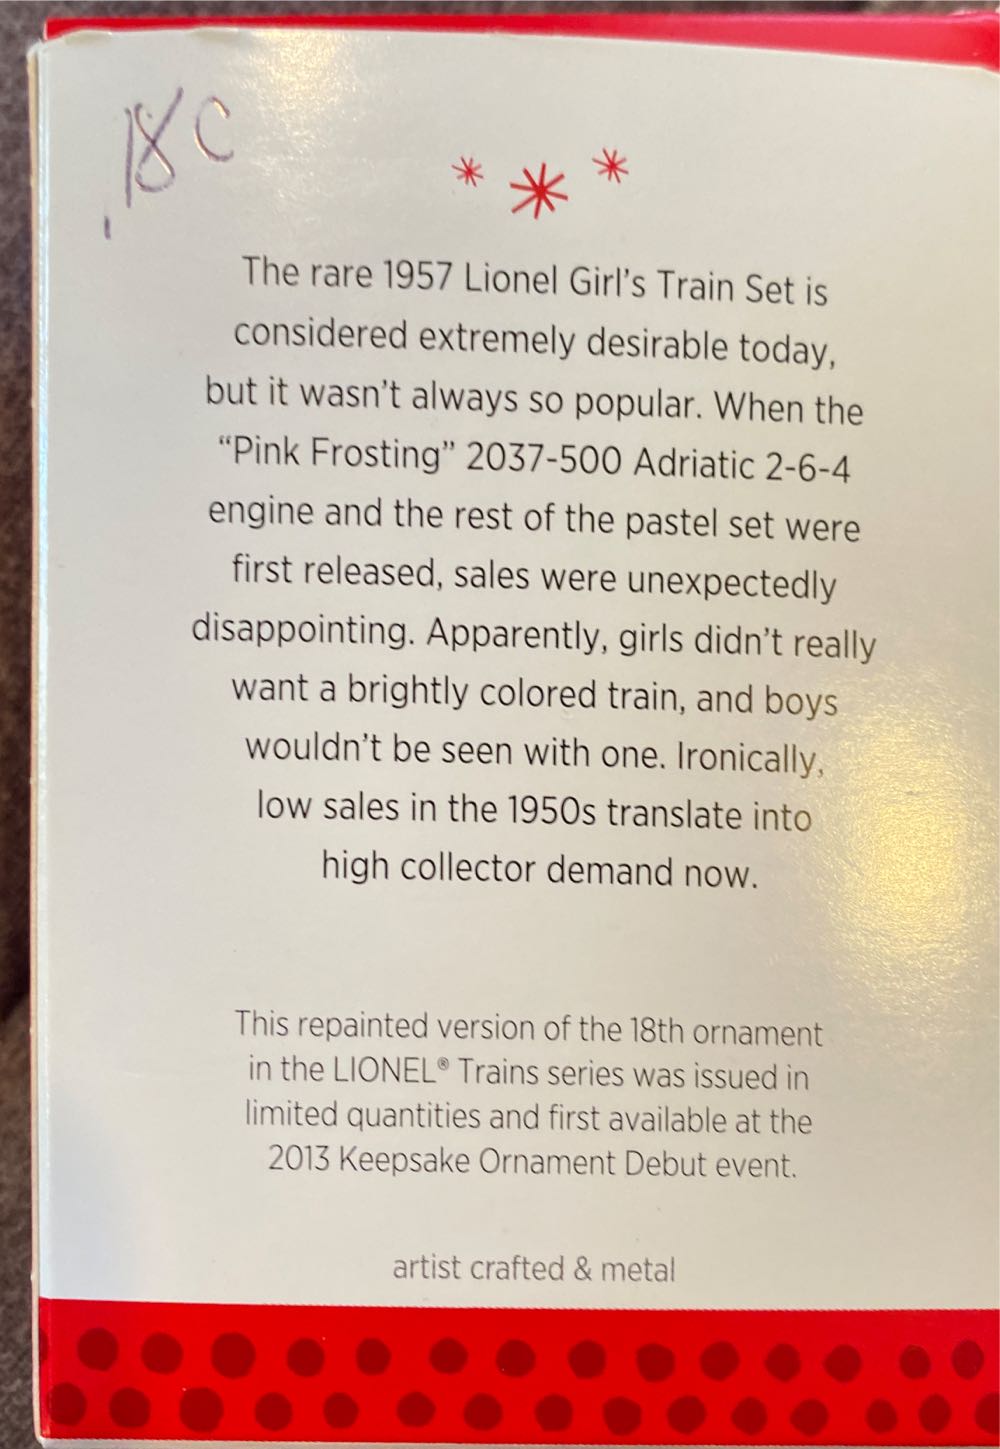 .18C
The rare 1957 Lionel Girl's Train Set is
considered extremely desirable today,
but it wasn't always so popular. When the
“Pink Frosting” 2037-500 Adriatic 2-6-4
engine and the rest of the pastel set were
first released, sales were unexpectedly
disappointing. Apparently, girls didn't really
want a brightly colored train, and boys
wouldn't be seen with one. Ironically,
low sales in the 1950s translate into
high collector demand now.
This repainted version of the 18th ornament
in the LIONEL® Trains series was issued in
limited quantities and first available at the
2013 Keepsake Ornament Debut event.
artist crafted & metal